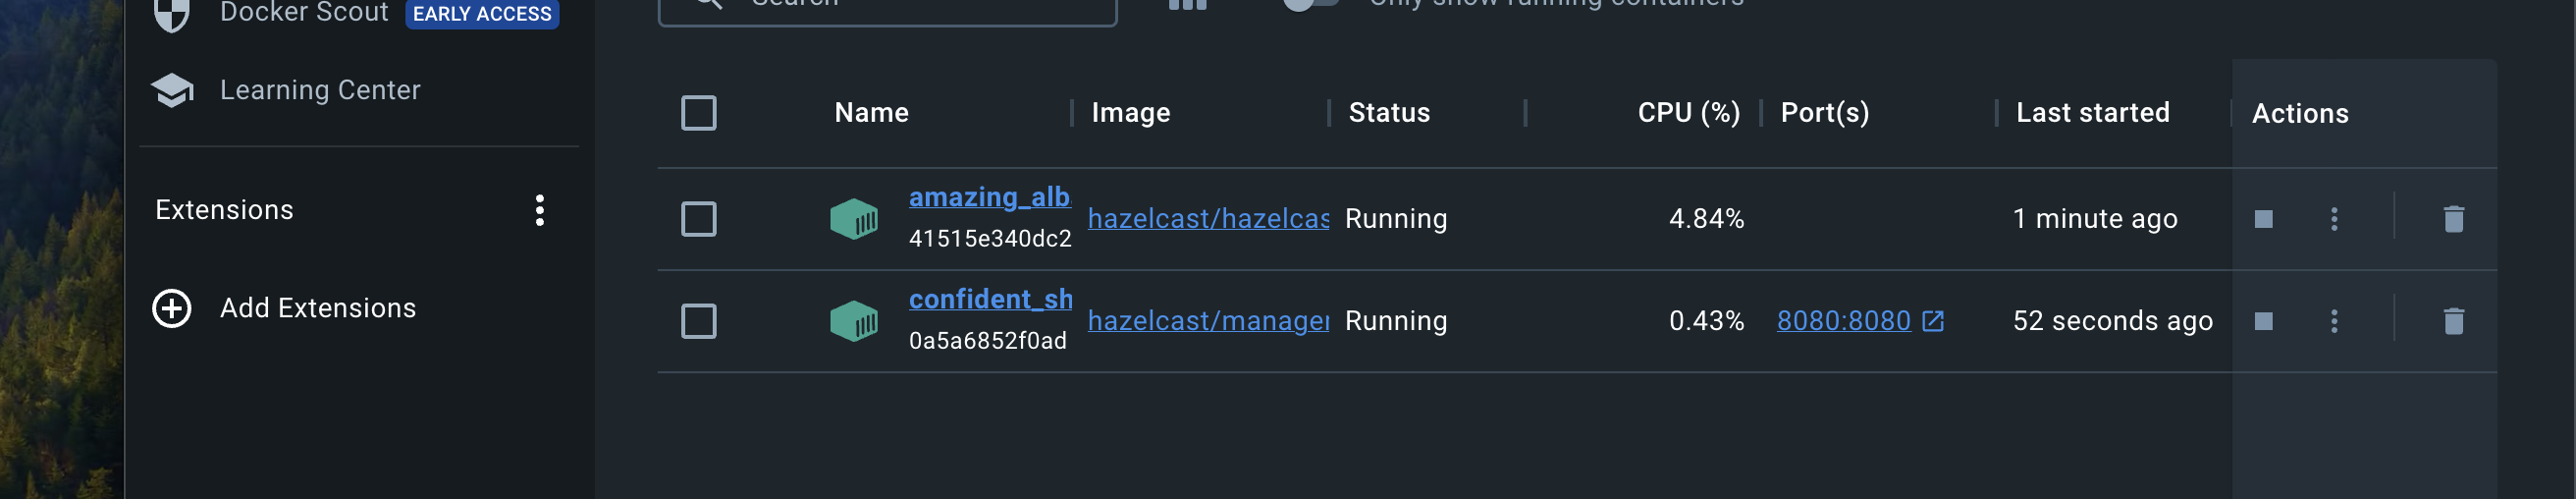 Docker Scout EARLY ACCESS
Search
Only show running containers
Learning Center
Name Image Status CPU (%) Port(s) Last started Actions
Extensions
amazing_alb
41515e340dc2
hazelcast/hazelcas
Running 4.84% 1 minute ago
Add Extensions
confident_sh
0a5a6852f0ad
hazelcast/manager
Running 0.43% 8080:8080 52 seconds ago